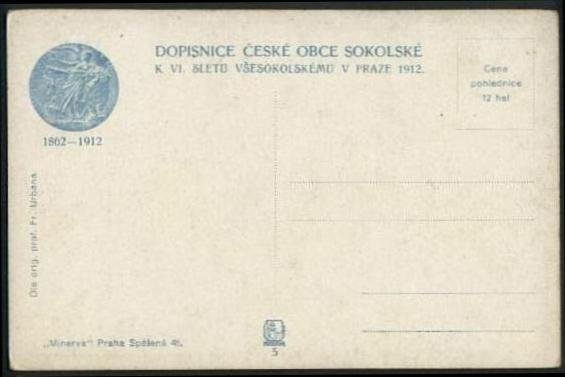 DOPISNICE ČESKÉ OBCE SOKOLSKÉ
K VI. SLETU VŠESOKOLSKÉMU V PRAZE 1912.
Cena
pohlednice
12 hal
1862—1912
Dle orig. prof. Fr. Urbana.
„Minerva“ Praha Spálená
5